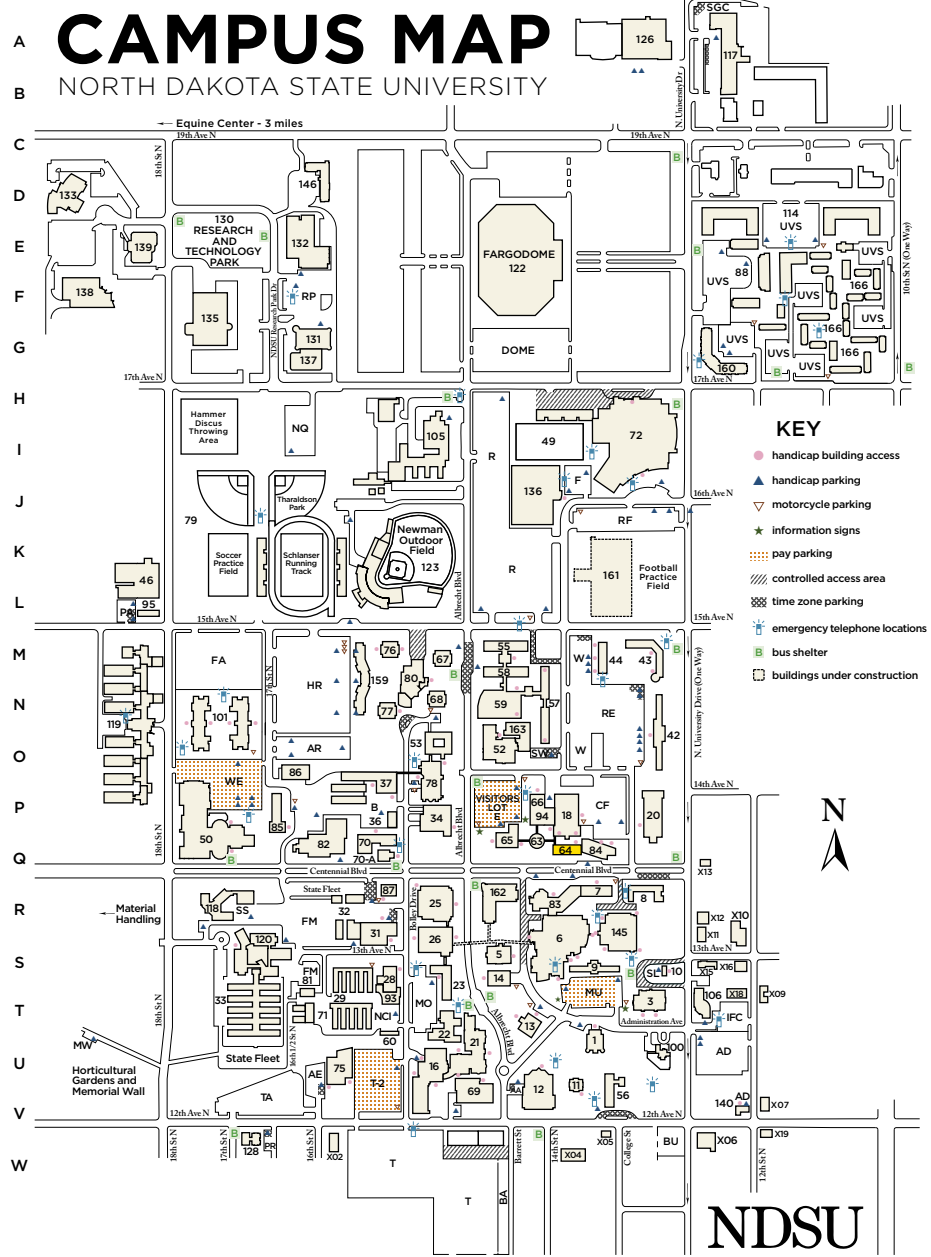 CAMPUS MAP
NORTH DAKOTA STATE UNIVERSITY
SGC
A
126
117
B
N. University Dr
Equine Center - 3 miles
19th Ave N
19th Ave N
C
18th St N
B
D
133
146
130
RESEARCH
AND
TECHNOLOGY
PARK
B
B
114
UVS
E
139
132
FARGODOME
122
B
UVS
10th St N (One Way)
UVS
88
166
F
138
RP
UVS
135
NDSU Research Park Dr
131
137
166
UVS
G
DOME
UVS
UVS
166
UVS
160
B
B
17th Ave N
17th Ave N
H
B
B
Hammer
Discus
Throwing
Area
NQ
105
R
49
72
KEY
handicap building access
I
136
F
handicap parking
16th Ave N
J
79
Tharaldson
Park
RF
motorcycle parking
information signs
K
Soccer
Practice
Field
Schlanser
Running
Track
Newman
Outdoor
Field
123
R
161
Football
Practice
Field
pay parking
controlled access area
46
95
L
Albrecht Blvd
time zone parking
15th Ave N
15th Ave N
emergency telephone locations
B
bus shelter
buildings under construction
M
FA
17th St N
HR
159
76
67
80
B
55
58
W
44
43
B
N. University Drive (One Way)
N
119
101
77
68
59
57
RE
163
42
O
AR
53
52
SW
W
WE
86
37
78
14th Ave N
P
B
36
34
Albrecht Blvd
B
VISITORS
LOT
E
66
94
18
CF
20
N
50
85
82
70
70-A
65
63
64
84
18th St N
Q
B
B
B
Centennial Blvd
Centennial Blvd
X13
R
Material
Handling
118
SS
State Fleet
87
32
FM
31
Bolley Drive
25
B
162
83
7
8
X12
X10
X11
13th Ave N
13th Ave N
S
120
26
5
6
145
9
SL
10
B
X15
X16
FM
81
28
14
T
33
71
29
93
NCI
MO
23
B
B
MU
3
106
X18
X09
18th St N
16th 1/2 St N
Albrecht Blvd
13
Administration Ave
IFC
MW
22
60
21
1
100
State Fleet
U
Horticultural
Gardens and
Memorial Wall
AE
75
T-2
16
AD
TA
69
AA
12
11
56
140
AD
X07
V
12th Ave N
12th Ave N
B
128
PR
X02
B
X05
BU
X06
X19
18th St N
17th St N
16th St N
Barrett St
14th St N
College St
12th St N
W
T
X04
T
BA
NDSU